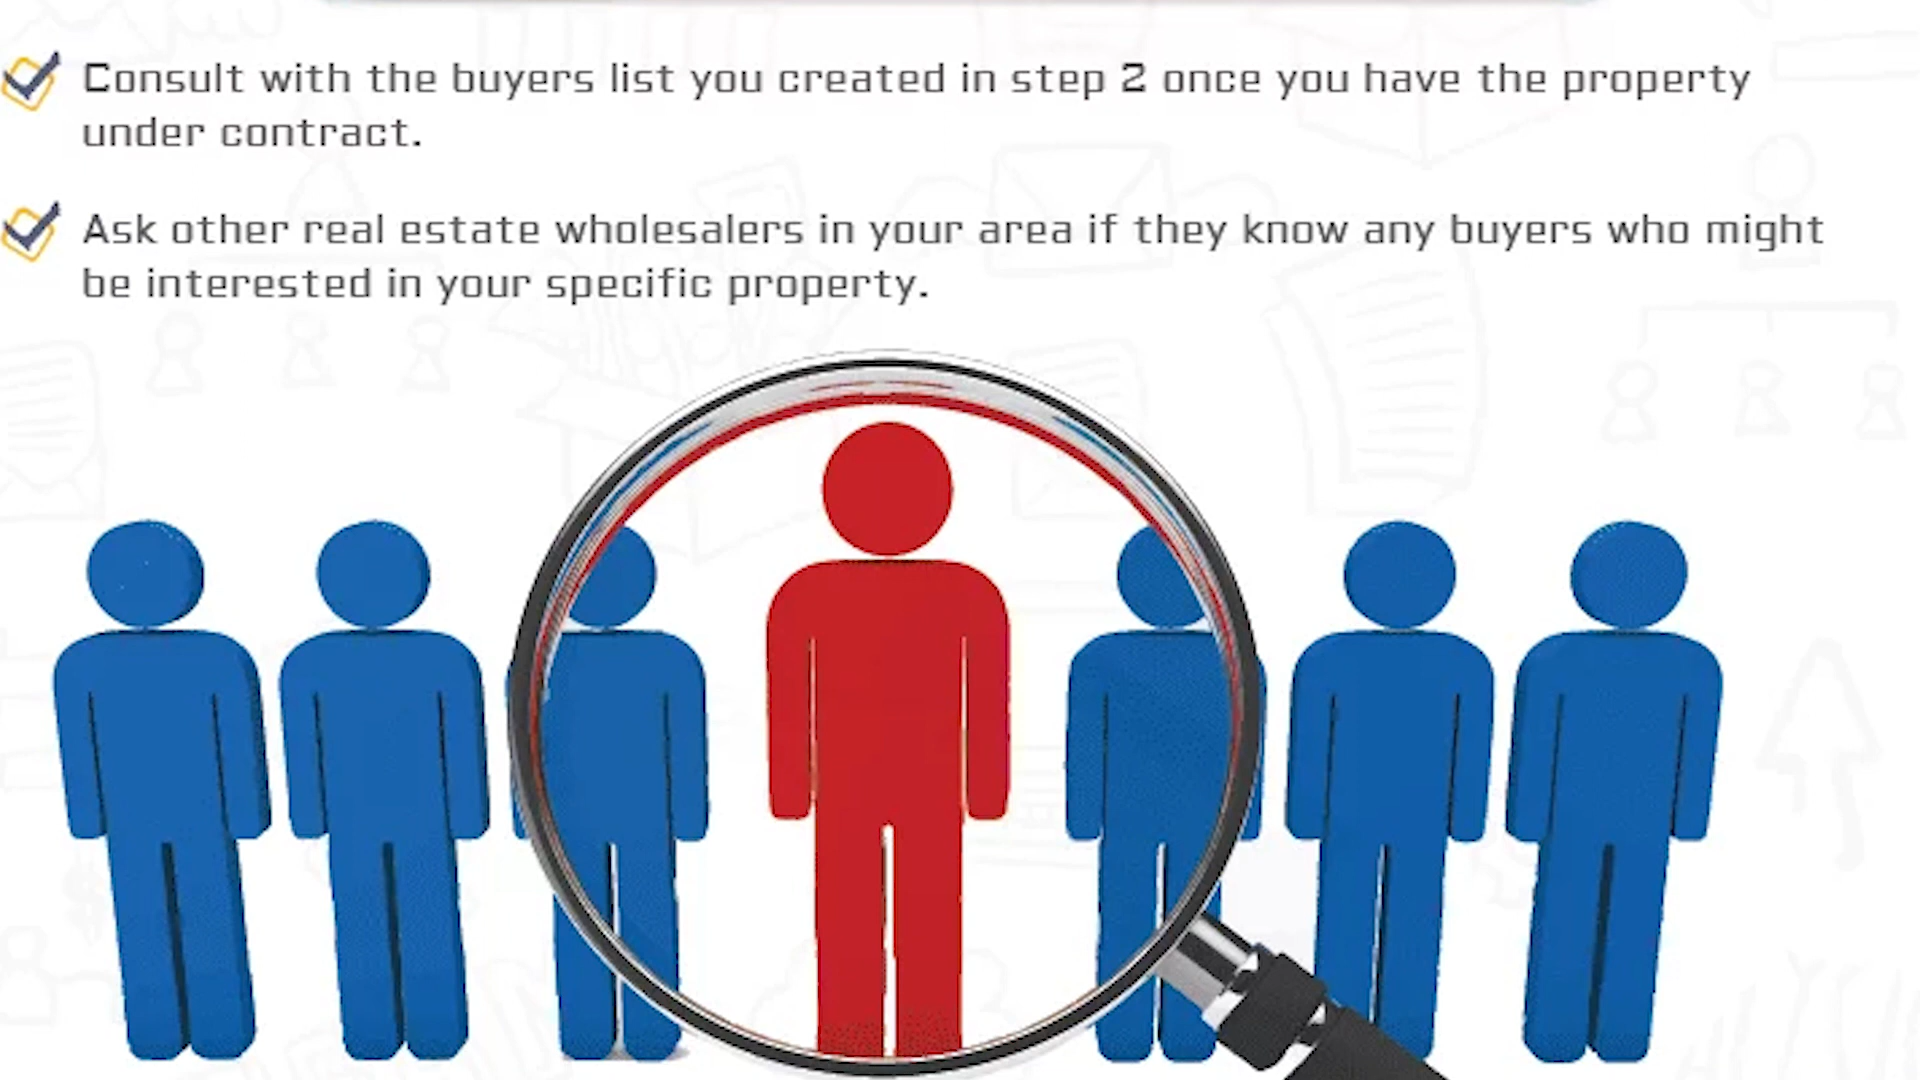 Consult with the buyers list you created in step 2 once you have the property
under contract.
Ask other real estate wholesalers in your area if they know any buyers who might
be interested in your specific property.